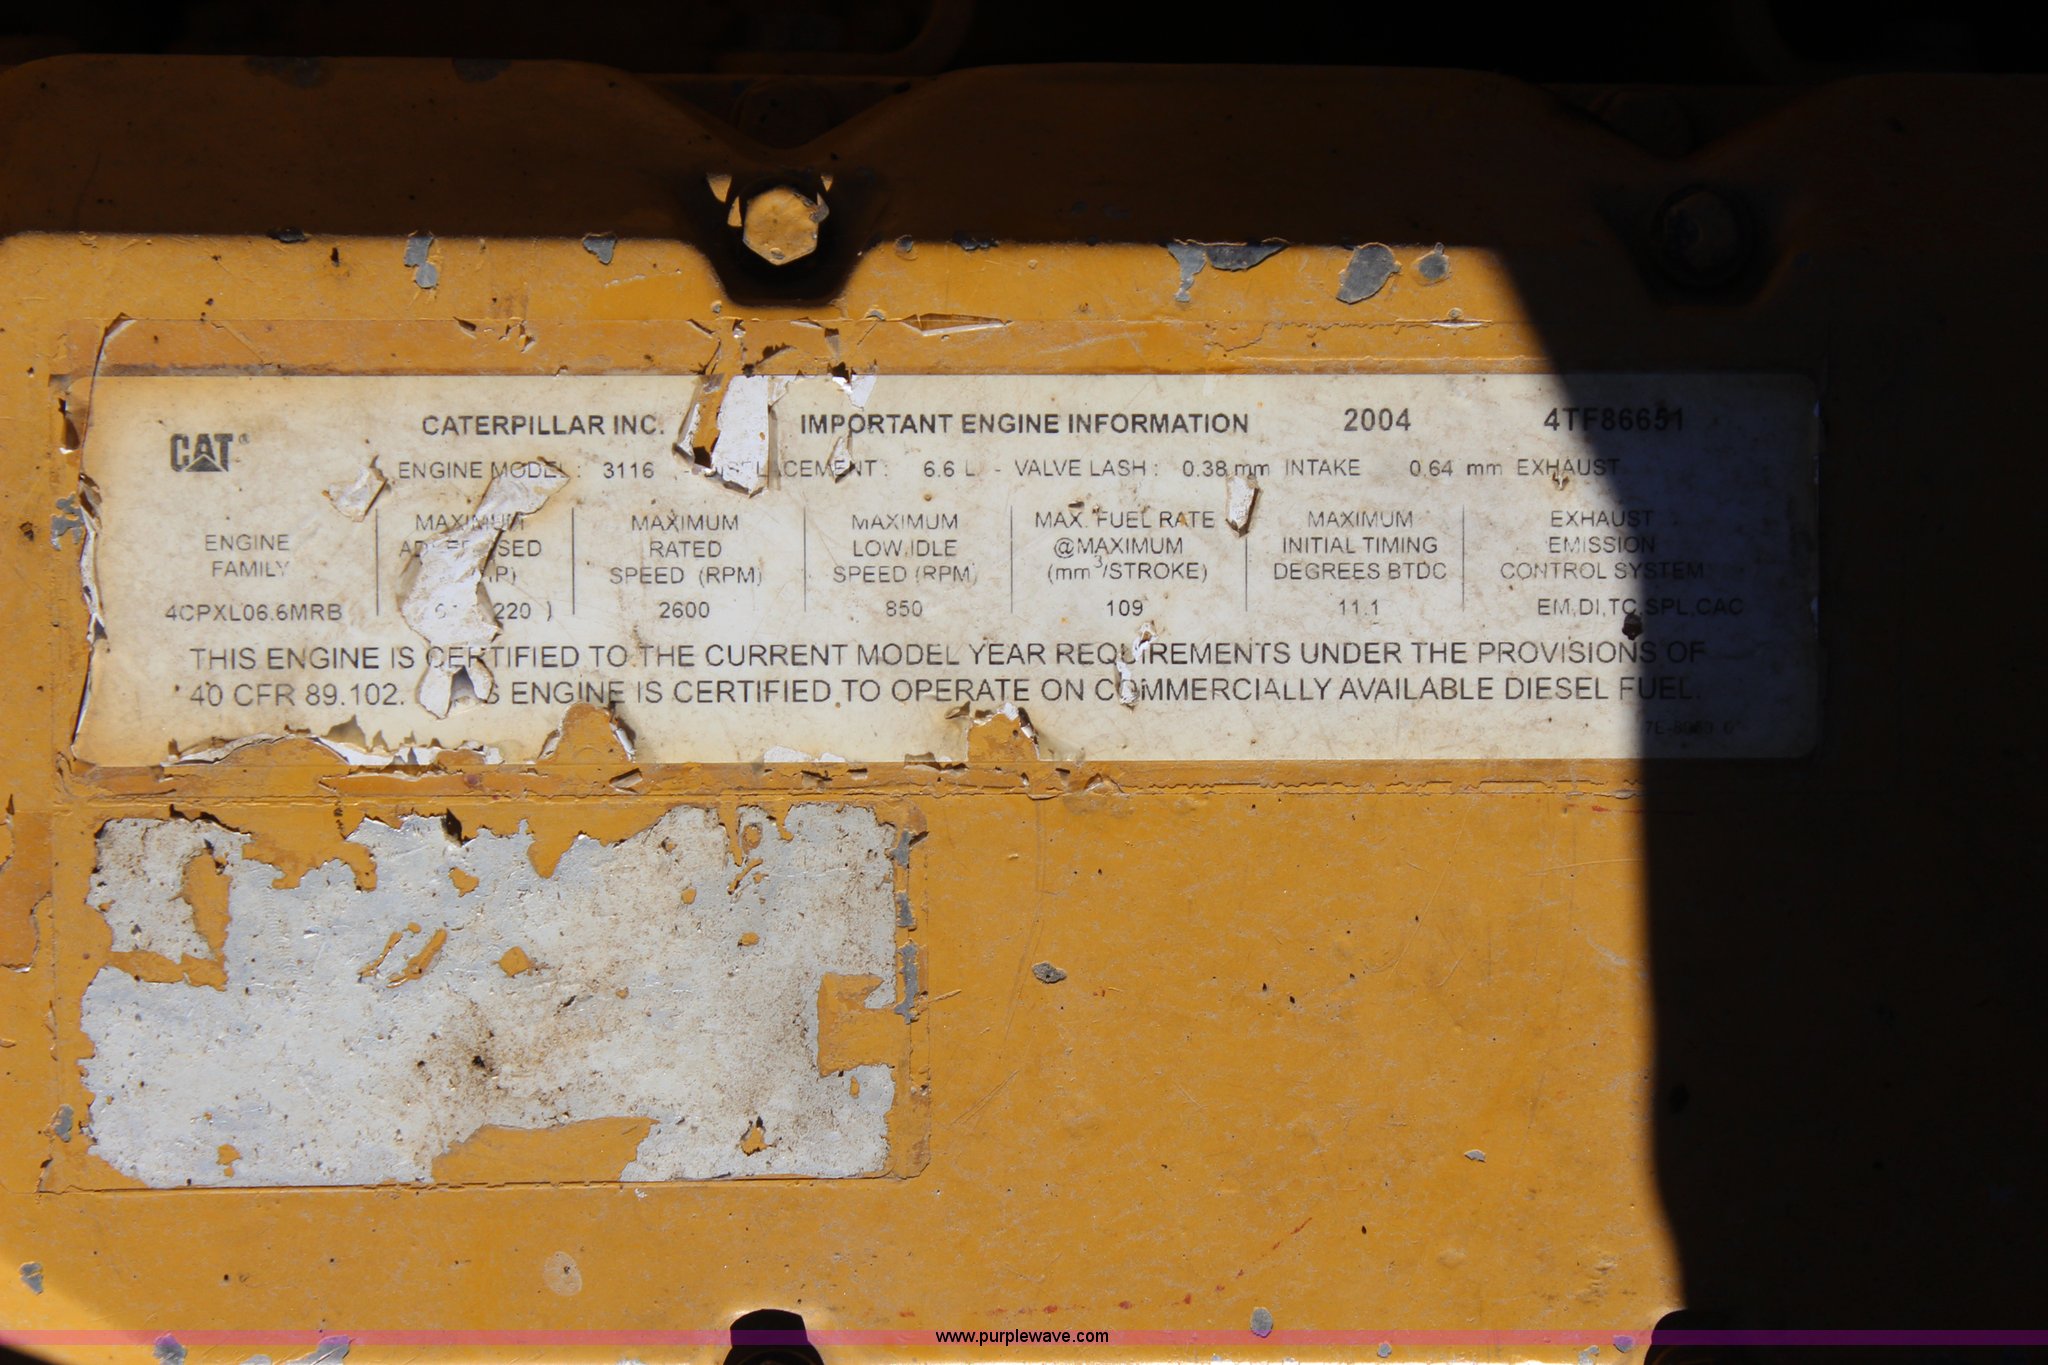 CATERPILLAR INC. IMPORTANT ENGINE INFORMATION 2004 4TF86651
CAT®
ENGINE MODEL : 3116 DISPLACEMENT : 6.6 L - VALVE LASH : 0.38 mm INTAKE 0.64 mm EXHAUST
ENGINE
FAMILY
4CPXL06.6MRB
MAXIMUM
220 )
MAXIMUM
RATED
SPEED (RPM)
2600
MAXIMUM
LOW IDLE
SPEED (RPM)
850
MAX. FUEL RATE
@MAXIMUM
(mm³/STROKE)
109
MAXIMUM
INITIAL TIMING
DEGREES BTDC
11.1
EXHAUST
EMISSION
CONTROL SYSTEM
EM,DI,TC,SPL,CAC
THIS ENGINE IS CERTIFIED TO THE CURRENT MODEL YEAR REQUIREMENTS UNDER THE PROVISIONS OF
40 CFR 89.102. ENGINE IS CERTIFIED TO OPERATE ON COMMERCIALLY AVAILABLE DIESEL FUEL.
www.purplewave.com